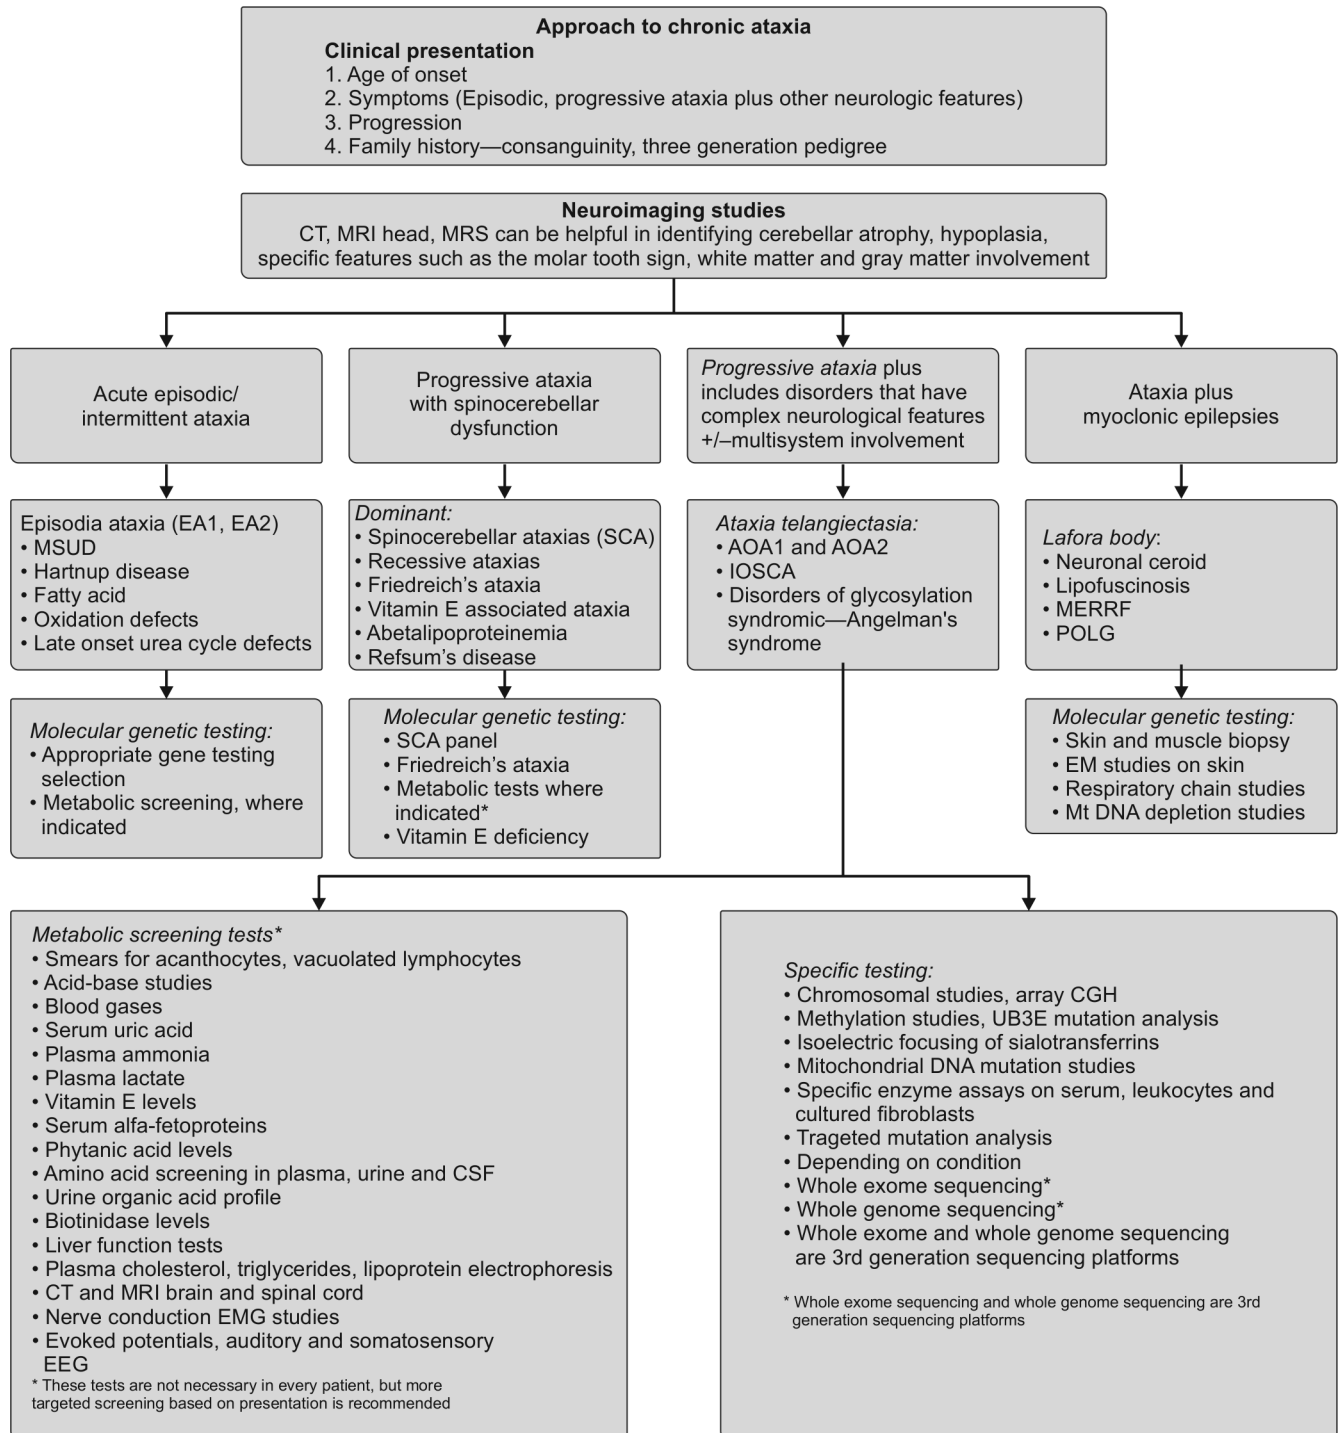 Approach to chronic ataxia
Clinical presentation
1. Age of onset
2. Symptoms (Episodic, progressive ataxia plus other neurologic features)
3. Progression
4. Family history—consanguinity, three generation pedigree
Neuroimaging studies
CT, MRI head, MRS can be helpful in identifying cerebellar atrophy, hypoplasia,
specific features such as the molar tooth sign, white matter and gray matter involvement
Acute episodic/
intermittent ataxia
Progressive ataxia
with spinocerebellar
dysfunction
Progressive ataxia plus
includes disorders that have
complex neurological features
+/–multisystem involvement
Ataxia plus
myoclonic epilepsies
Episodia ataxia (EA1, EA2)
• MSUD
• Hartnup disease
• Fatty acid
• Oxidation defects
• Late onset urea cycle defects
Dominant:
• Spinocerebellar ataxias (SCA)
• Recessive ataxias
• Friedreich's ataxia
• Vitamin E associated ataxia
• Abetalipoproteinemia
• Refsum's disease
Ataxia telangiectasia:
• AOA1 and AOA2
• IOSCA
• Disorders of glycosylation
syndromic—Angelman's
syndrome
Lafora body:
• Neuronal ceroid
• Lipofuscinosis
• MERRF
• POLG
Molecular genetic testing:
• Appropriate gene testing
selection
• Metabolic screening, where
indicated
Molecular genetic testing:
• SCA panel
• Friedreich's ataxia
• Metabolic tests where
indicated*
• Vitamin E deficiency
Molecular genetic testing:
• Skin and muscle biopsy
• EM studies on skin
• Respiratory chain studies
• Mt DNA depletion studies
Metabolic screening tests*
• Smears for acanthocytes, vacuolated lymphocytes
• Acid-base studies
• Blood gases
• Serum uric acid
• Plasma ammonia
• Plasma lactate
• Vitamin E levels
• Serum alfa-fetoproteins
• Phytanic acid levels
• Amino acid screening in plasma, urine and CSF
• Urine organic acid profile
• Biotinidase levels
• Liver function tests
• Plasma cholesterol, triglycerides, lipoprotein electrophoresis
• CT and MRI brain and spinal cord
• Nerve conduction EMG studies
• Evoked potentials, auditory and somatosensory
EEG
* These tests are not necessary in every patient, but more
targeted screening based on presentation is recommended
Specific testing:
• Chromosomal studies, array CGH
• Methylation studies, UB3E mutation analysis
• Isoelectric focusing of sialotransferrins
• Mitochondrial DNA mutation studies
• Specific enzyme assays on serum, leukocytes and
cultured fibroblasts
• Trageted mutation analysis
• Depending on condition
• Whole exome sequencing*
• Whole genome sequencing*
• Whole exome and whole genome sequencing
are 3rd generation sequencing platforms
* Whole exome sequencing and whole genome sequencing are 3rd
generation sequencing platforms